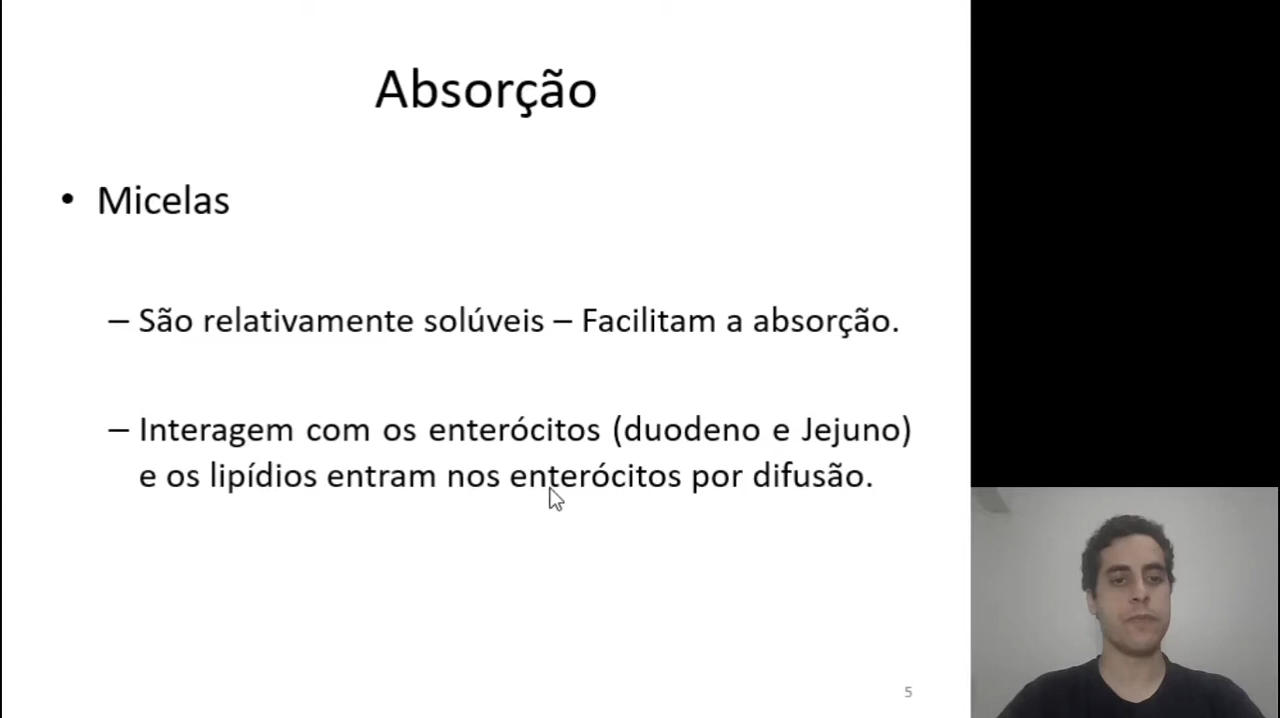 Absorção
• Micelas
– São relativamente solúveis – Facilitam a absorção.
– Interagem com os enterócitos (duodeno e Jejuno)
e os lipídios entram nos enterócitos por difusão.
5